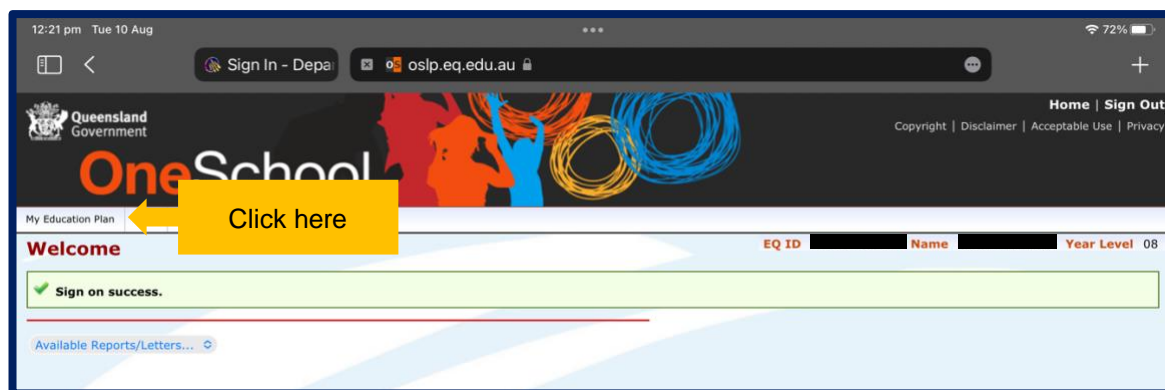 12:21 pm Tue 10 Aug
72%
Sign In - Depa
os oslp.eq.edu.au
Queensland
Government
Home | Sign Out
Copyright | Disclaimer | Acceptable Use | Privacy
OneSchool
My Education Plan
Click here
Welcome
EQ ID Name Year Level 08
Sign on success.
Available Reports/Letters...